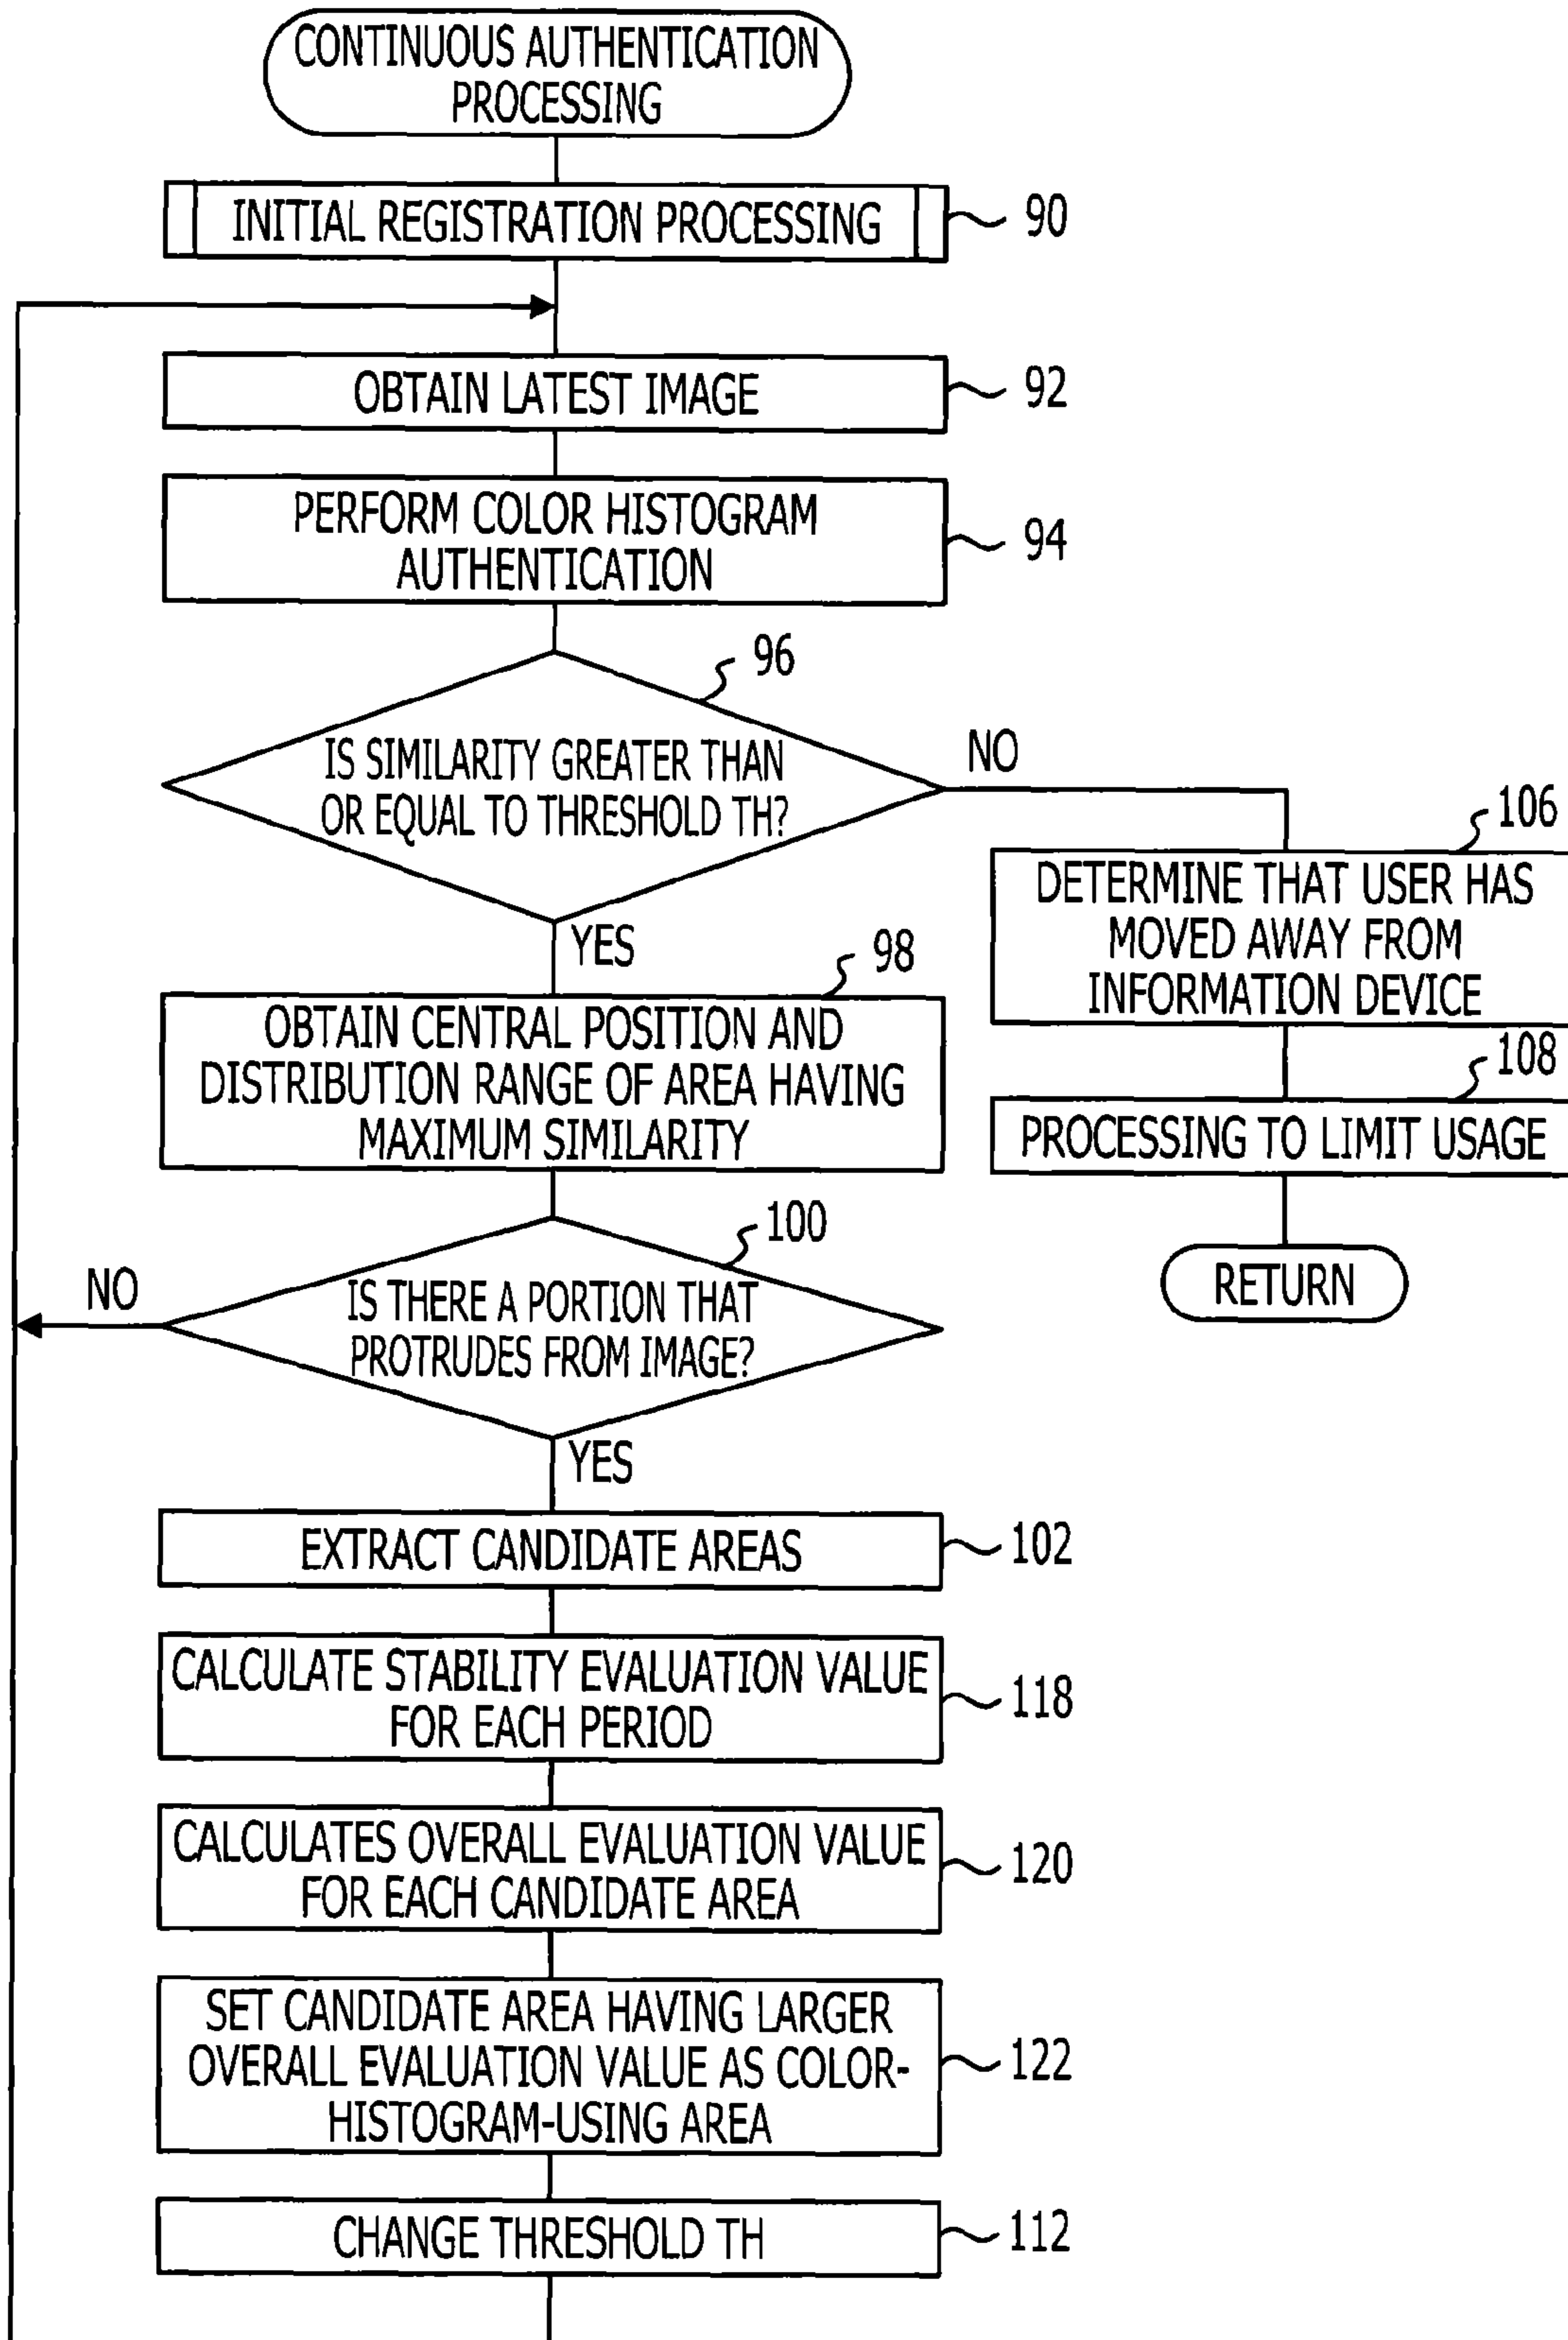 CONTINUOUS AUTHENTICATION
PROCESSING
INITIAL REGISTRATION PROCESSING
90
OBTAIN LATEST IMAGE
92
PERFORM COLOR HISTOGRAM
AUTHENTICATION
94
96
IS SIMILARITY GREATER THAN
OR EQUAL TO THRESHOLD TH?
NO
YES
106
DETERMINE THAT USER HAS
MOVED AWAY FROM
INFORMATION DEVICE
108
PROCESSING TO LIMIT USAGE
RETURN
98
OBTAIN CENTRAL POSITION AND
DISTRIBUTION RANGE OF AREA HAVING
MAXIMUM SIMILARITY
100
IS THERE A PORTION THAT
PROTRUDES FROM IMAGE?
NO
YES
EXTRACT CANDIDATE AREAS
102
CALCULATE STABILITY EVALUATION VALUE
FOR EACH PERIOD
118
CALCULATES OVERALL EVALUATION VALUE
FOR EACH CANDIDATE AREA
120
SET CANDIDATE AREA HAVING LARGER
OVERALL EVALUATION VALUE AS COLOR-
HISTOGRAM-USING AREA
122
CHANGE THRESHOLD TH
112